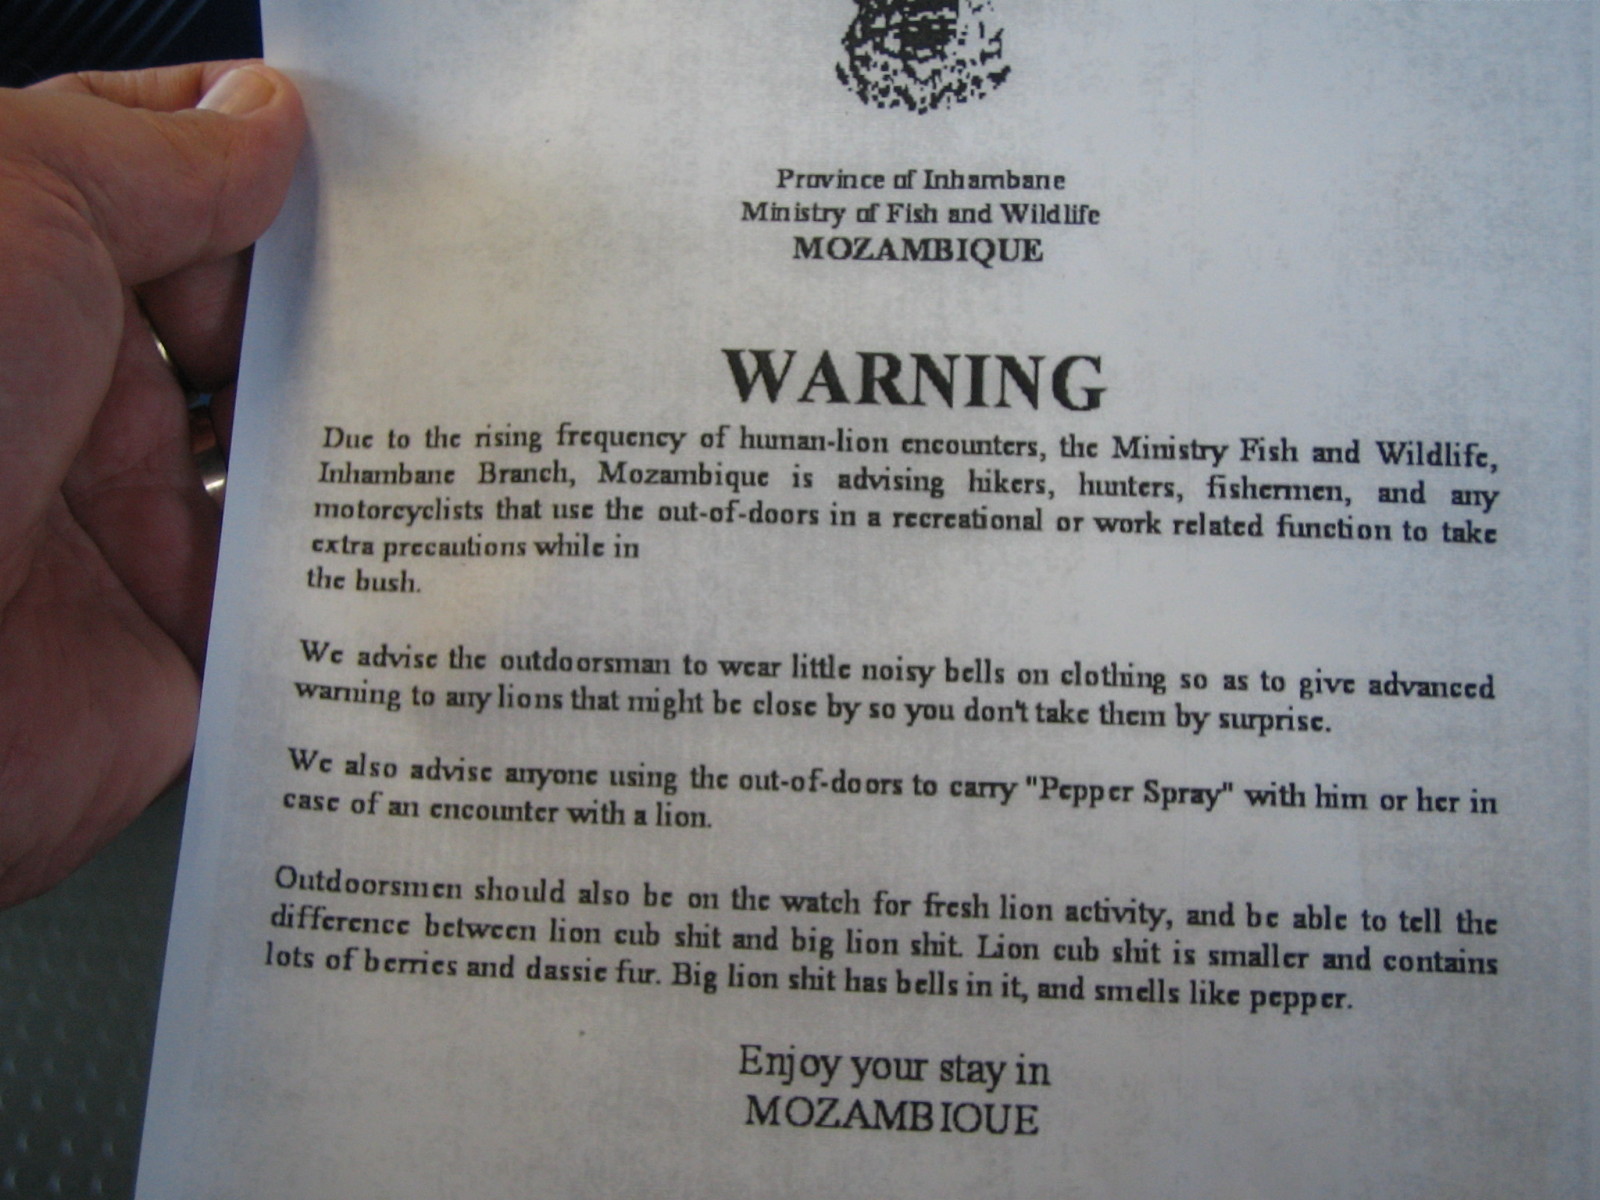 Province of Inhambane
Ministry of Fish and Wildlife
MOZAMBIQUE
WARNING
Due to the rising frequency of human-lion encounters, the Ministry Fish and Wildlife,
Inhambane Branch, Mozambique is advising hikers, hunters, fishermen, and any
motorcyclists that use the out-of-doors in a recreational or work related function to take
extra precautions while in
the bush.
We advise the outdoorsman to wear little noisy bells on clothing so as to give advanced
warning to any lions that might be close by so you don't take them by surprise.
We also advise anyone using the out-of-doors to carry "Pepper Spray" with him or her in
case of an encounter with a lion.
Outdoorsmen should also be on the watch for fresh lion activity, and be able to tell the
difference between lion cub shit and big lion shit. Lion cub shit is smaller and contains
lots of berries and dassie fur. Big lion shit has bells in it, and smells like pepper.
Enjoy your stay in
MOZAMBIQUE